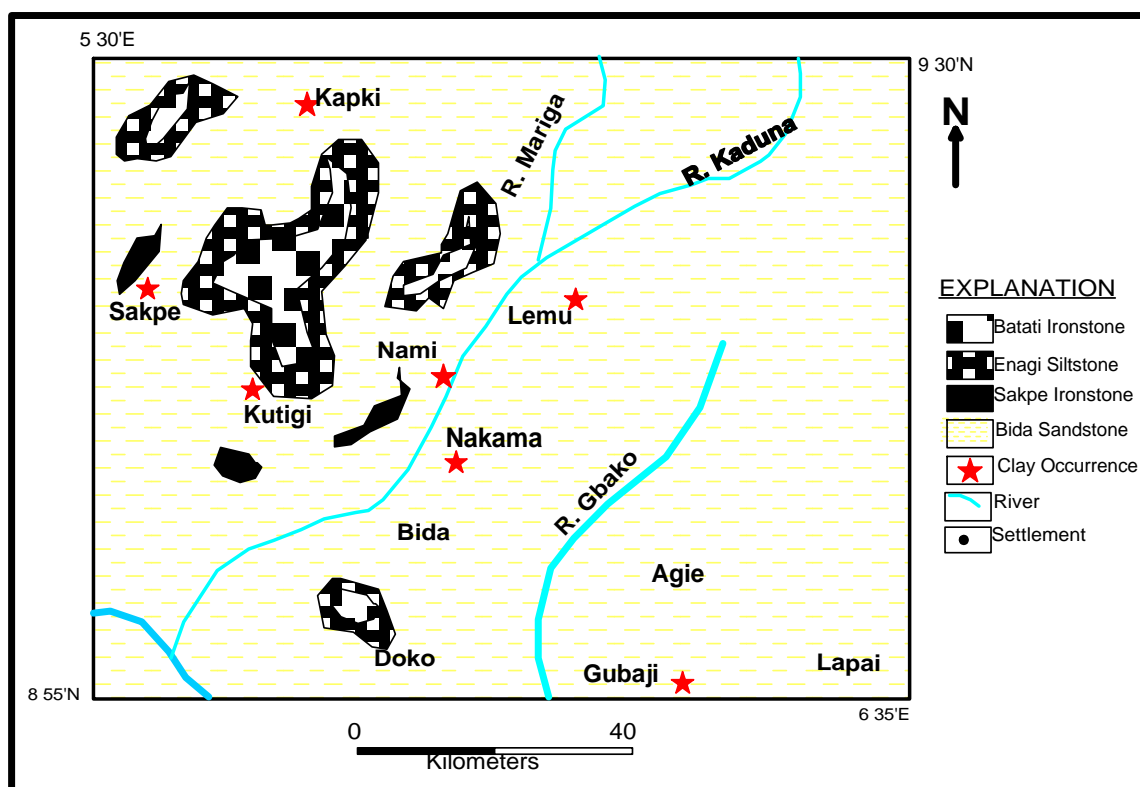 5 30'E
9 30'N
Kapki
R. Mariga
R. Kaduna
N
Sakpe
Lemu
Nami
Kutigi
Nakama
R. Gbako
Bida
Agie
Doko
Gubaji
Lapai
8 55'N
6 35'E
0 40
Kilometers
EXPLANATION
Batati Ironstone
Enagi Siltstone
Sakpe Ironstone
Bida Sandstone
Clay Occurrence
River
Settlement